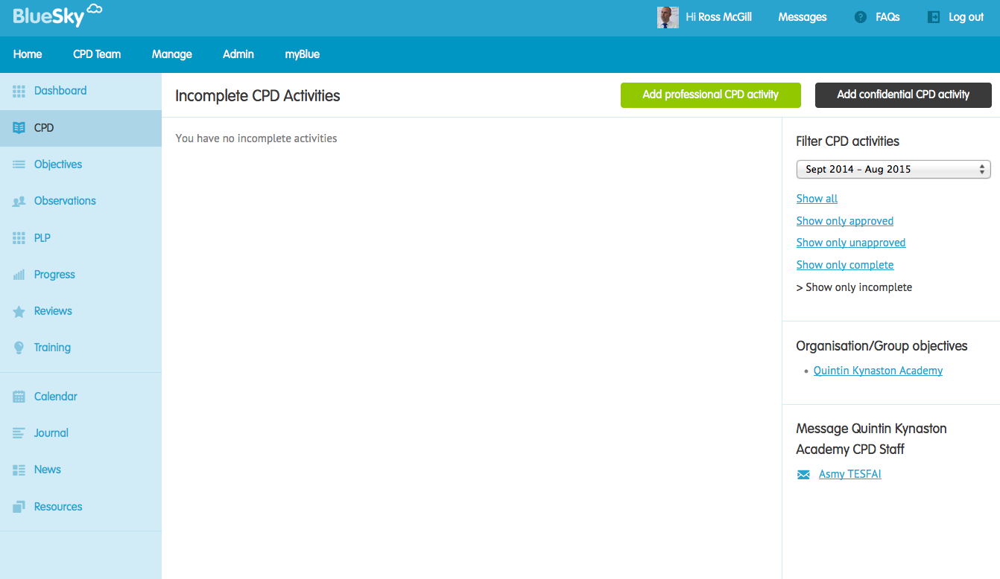 BlueSky
Hi Ross McGill
Messages
? FAQs
Log out
Home
CPD Team
Manage
Admin
myBlue
Dashboard
CPD
Objectives
Observations
PLP
Progress
Reviews
Training
Calendar
Journal
News
Resources
Incomplete CPD Activities
Add professional CPD activity
Add confidential CPD activity
You have no incomplete activities
Filter CPD activities
Sept 2014 – Aug 2015
Show all
Show only approved
Show only unapproved
Show only complete
> Show only incomplete
Organisation/Group objectives
• Quintin Kynaston Academy
Message Quintin Kynaston
Academy CPD Staff
Asmy TESFAI